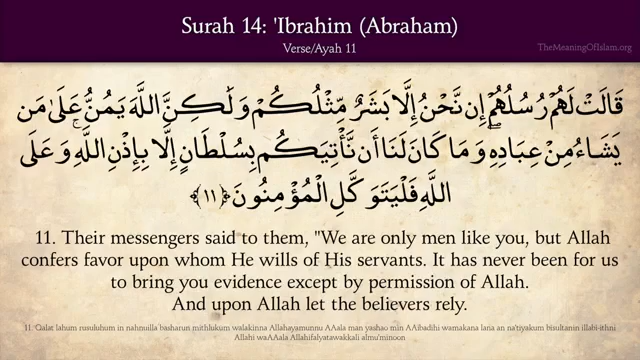 Surah 14: 'Ibrahim (Abraham)
Verse/Ayah 11
TheMeaningOfIslam.org
قَالَتْ لَهُمْ رُسُلُهُمْ إِن نَّحْنُ إِلَّا بَشَرٌ مِّثْلُكُمْ وَلَٰكِنَّ اللَّهَ يَمُنُّ عَلَىٰ مَن
يَشَاءُ مِنْ عِبَادِهِ ۖ وَمَا كَانَ لَنَا أَن نَّأْتِيَكُم بِسُلْطَانٍ إِلَّا بِإِذْنِ اللَّهِ ۚ وَعَلَى
اللَّهِ فَلْيَتَوَكَّلِ الْمُؤْمِنُونَ ﴿١١﴾
11. Their messengers said to them, "We are only men like you, but Allah
confers favor upon whom He wills of His servants. It has never been for us
to bring you evidence except by permission of Allah.
And upon Allah let the believers rely.
11. Qalat lahum rusuluhum in nahnuilla basharun mithlukum walakinna Allahayamunnu AAala man yashao min AAibadihi wamakana lana an na/tiyakum bisultanin illabi-ithni
Allahi waAAala Allahifalyatawakkali almu/minoon